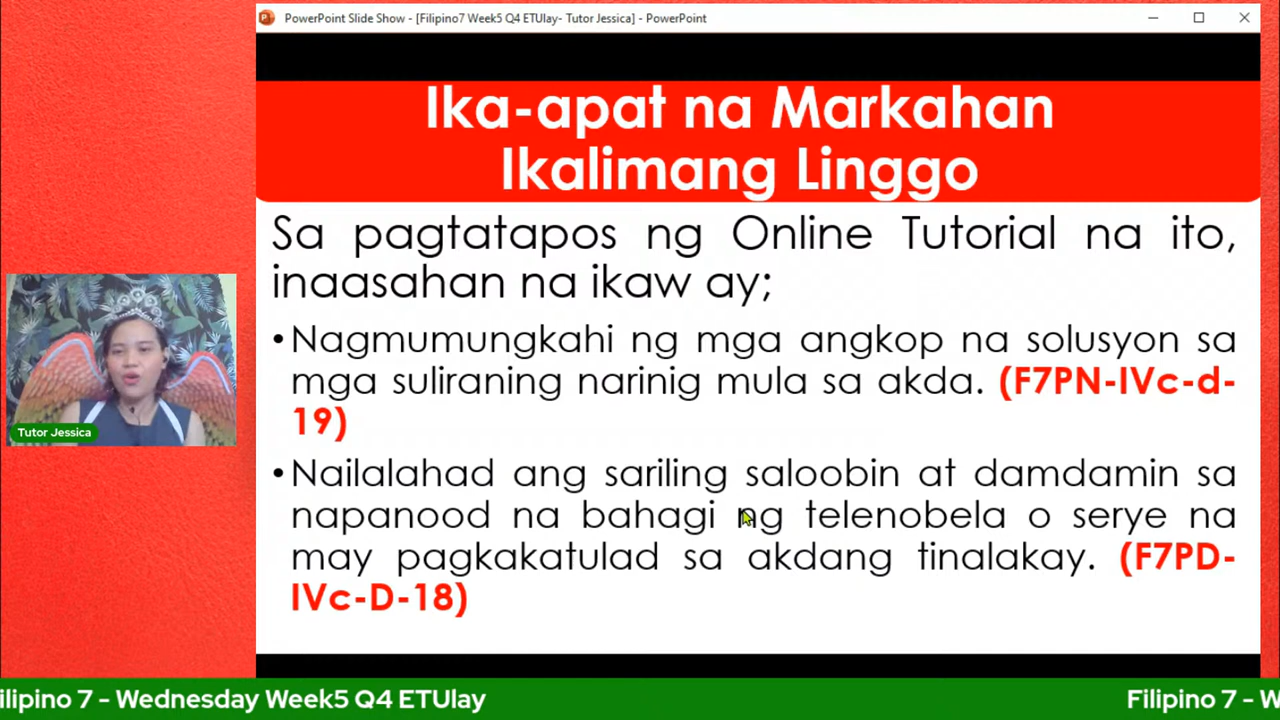 PowerPoint Slide Show - [Filipino7 Week5 Q4 ETUlay- Tutor Jessica] - PowerPoint
Ika-apat na Markahan
Ikalimang Linggo
Sa pagtatapos ng Online Tutorial na ito,
inaasahan na ikaw ay;
•Nagmumungkahi ng mga angkop na solusyon sa
mga suliraning narinig mula sa akda. (F7PN-IVc-d-
19)
•Nailalahad ang sariling saloobin at damdamin sa
napanood na bahagi ng telenobela o serye na
may pagkakatulad sa akdang tinalakay. (F7PD-
IVc-D-18)
Tutor Jessica
ilipino 7 - Wednesday Week5 Q4 ETUlay
Filipino 7 - W